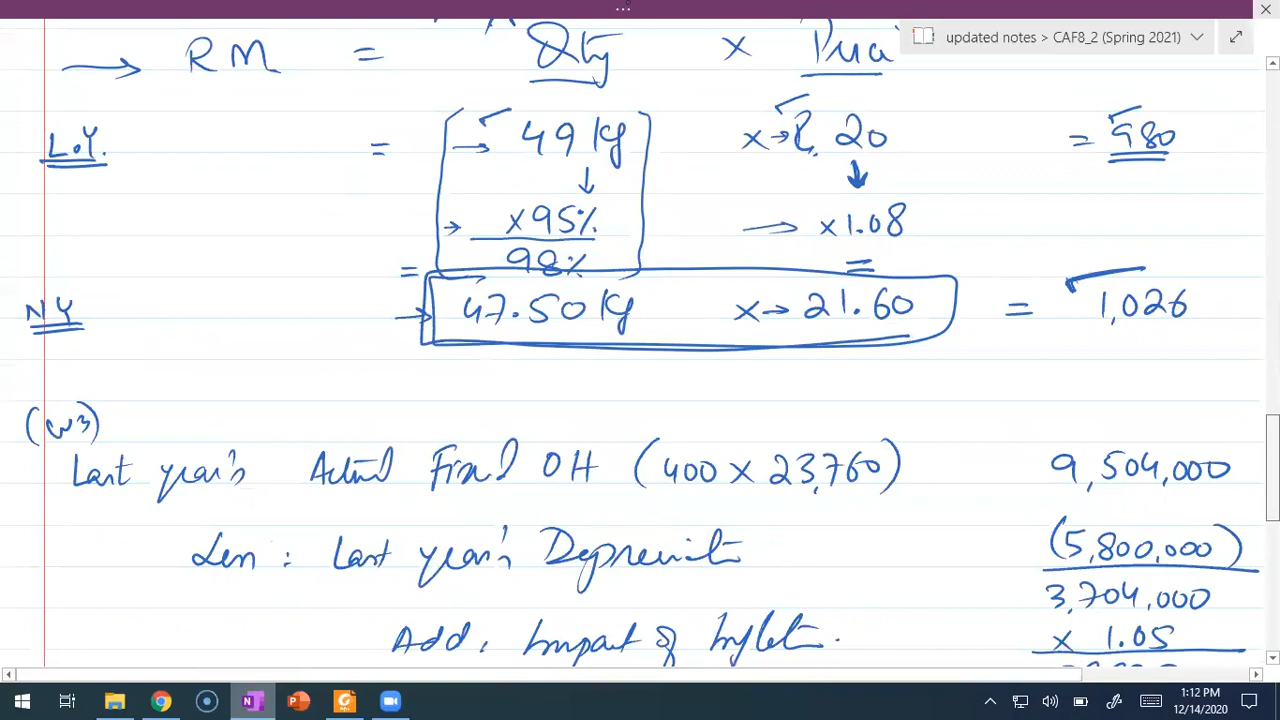 updated notes > CAF8_2 (Spring 2021)
→ RM = Qty x
L.Y. = → 49 Kg x → R. 20 = 980
→ x 95% → x 1.08
98% =
NY = → 47.50 Kg x → 21.60 = 1,026
(W3)
Last year's Actual Fixed OH (400 x 23,760) 9,504,000
Less : Last year's Depreciation (5,800,000)
3,704,000
Add : Impact of Inflation. x 1.05
1:12 PM
12/14/2020